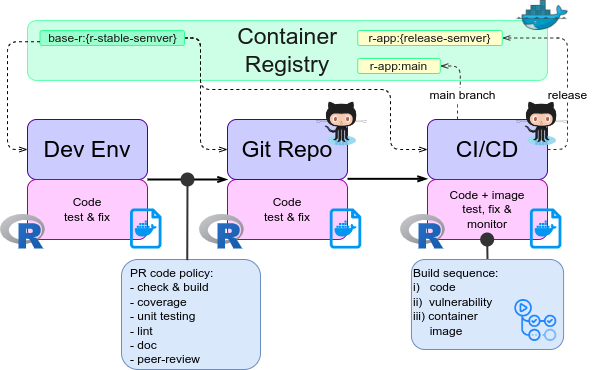 base-r:{r-stable-semver}
Container
Registry
r-app:{release-semver}
r-app:main
main branch
release
Dev Env
Git Repo
CI/CD
Code
test & fix
Code
test & fix
Code + image
test, fix &
monitor
R
R
R
PR code policy:
- check & build
- coverage
- unit testing
- lint
- doc
- peer-review
Build sequence:
i) code
ii) vulnerability
iii) container
image